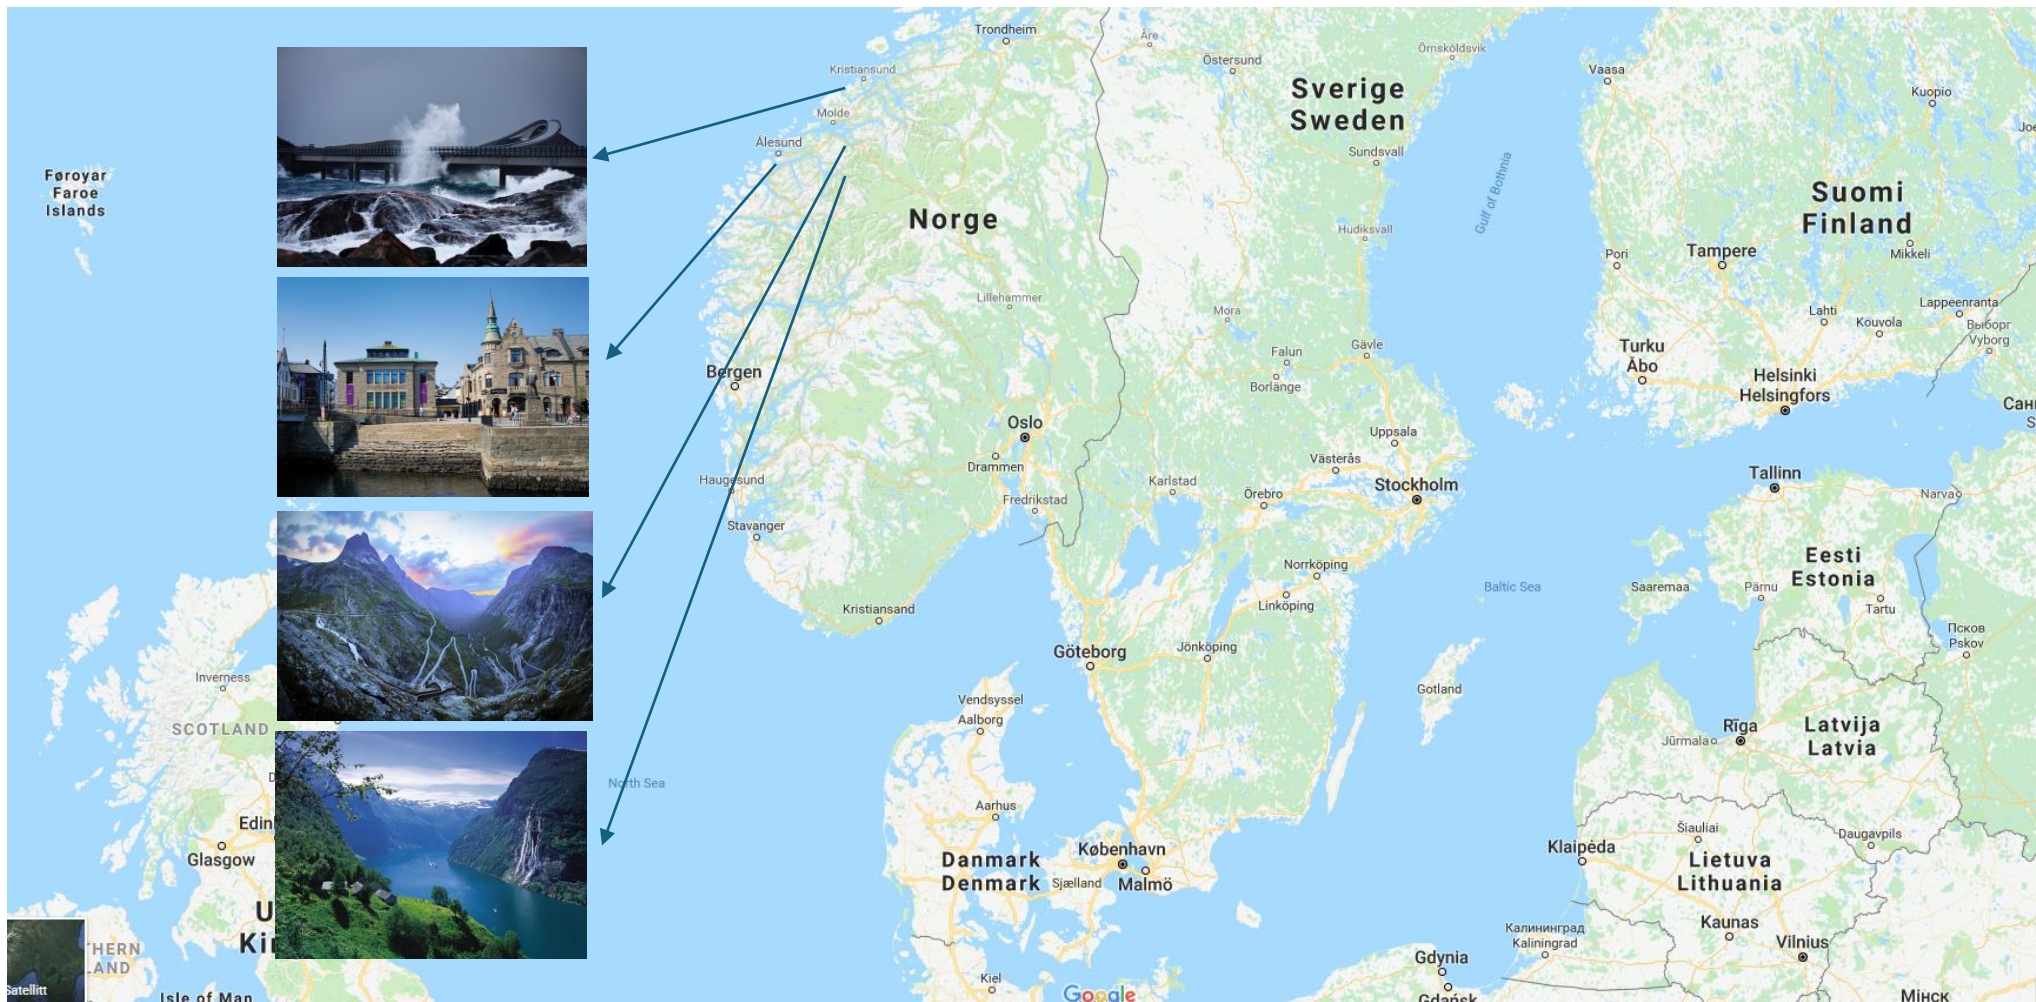 Trondheim
Åre
Östersund
Örnsköldsvik
Kristiansund
Vaasa
Sverige
Sweden
Kuopio
Molde
Ålesund
Sundsvall
Føroyar
Faroe
Islands
Gulf of Bothnia
Suomi
Finland
Norge
Hudiksvall
Pori
Tampere
Mikkeli
Lillehammer
Mora
Lahti
Kouvola
Lappeenranta
Выборг
Vyborg
Bergen
Falun
Borlänge
Gävle
Turku
Åbo
Helsinki
Helsingfors
Oslo
Drammen
Uppsala
Västerås
Haugesund
Fredrikstad
Karlstad
Örebro
Stockholm
Tallinn
Narva
Stavanger
Norrköping
Linköping
Baltic Sea
Saaremaa
Pärnu
Eesti
Estonia
Tartu
Kristiansand
Псков
Pskov
Göteborg
Jönköping
Inverness
Gotland
SCOTLAND
Vendsyssel
Aalborg
Jūrmala
Rīga
Latvija
Latvia
North Sea
Aarhus
Glasgow
København
Malmö
Danmark
Denmark
Sjælland
Klaipėda
Šiauliai
Daugavpils
Lietuva
Lithuania
Kaunas
Vilnius
Калининград
Kaliningrad
Gdynia
Gdańsk
Kiel
Satellitt
Isle of Man
Google
Мінск